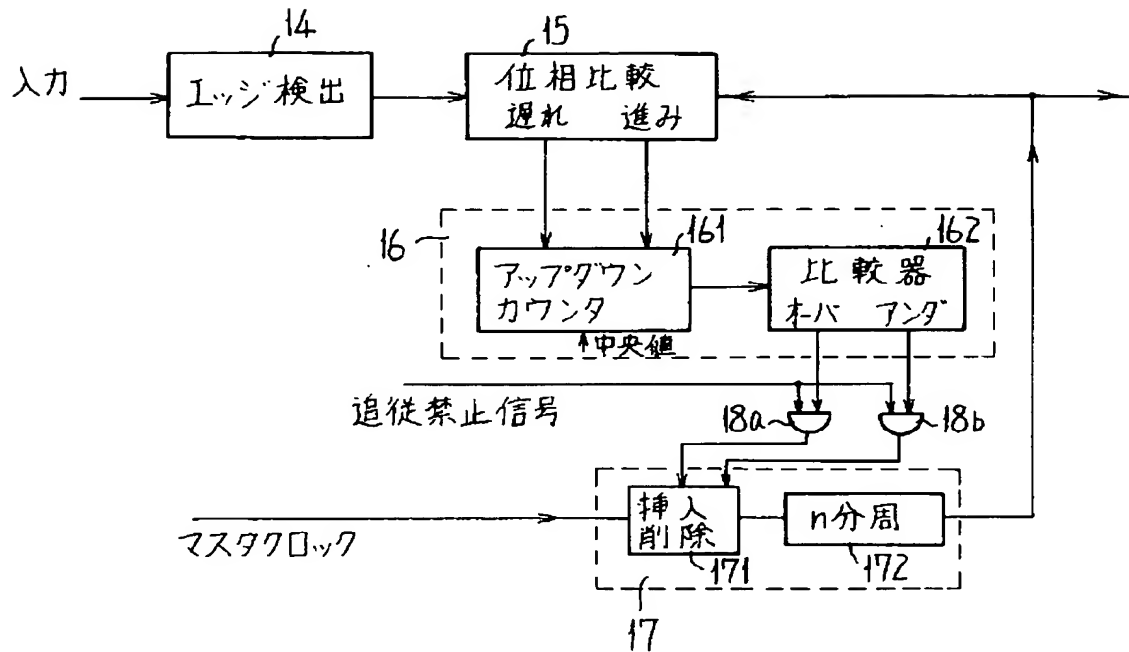 14
15
入力
エッジ検出
位相比較
遅れ 進み
16
161
162
アップダウン
カウンタ
比較器
オーバ アンダ
中央値
追従禁止信号
18a
18b
挿入
削除
n分周
マスタクロック
171
172
17